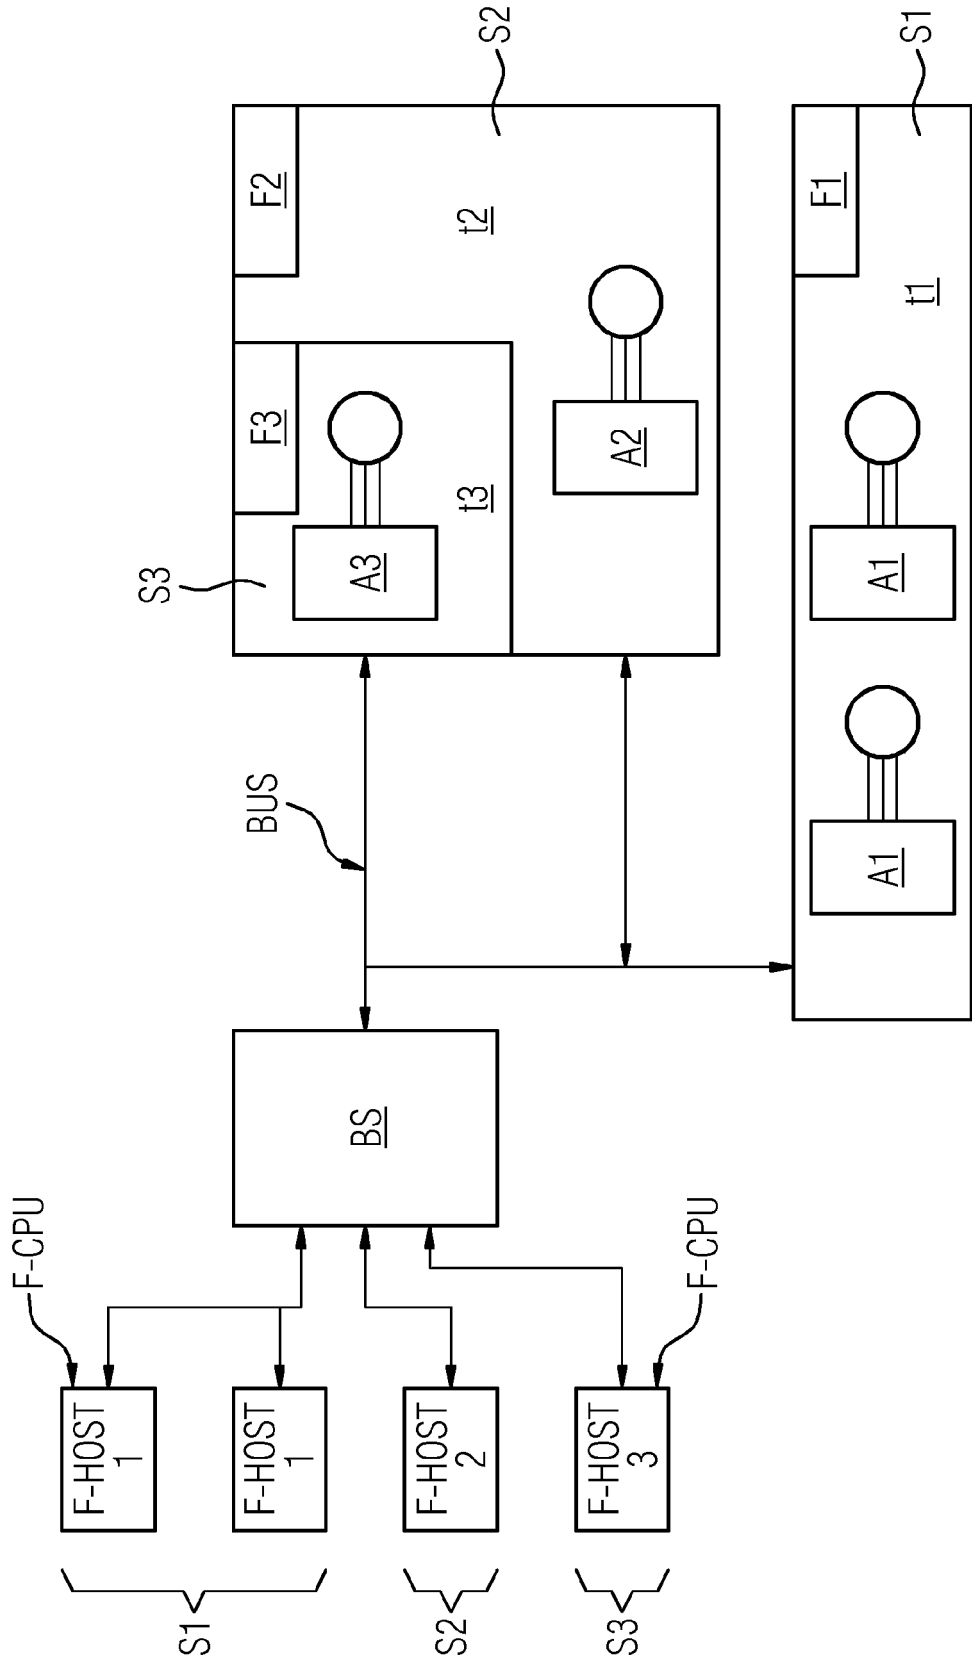 F-CPU
F-HOST
1
S1
F-HOST
1
S2
F-HOST
2
S3
F-HOST
3
F-CPU
BS
BUS
S3
F3
F2
A3
t3
t2
S2
A2
F1
A1
A1
t1
S1